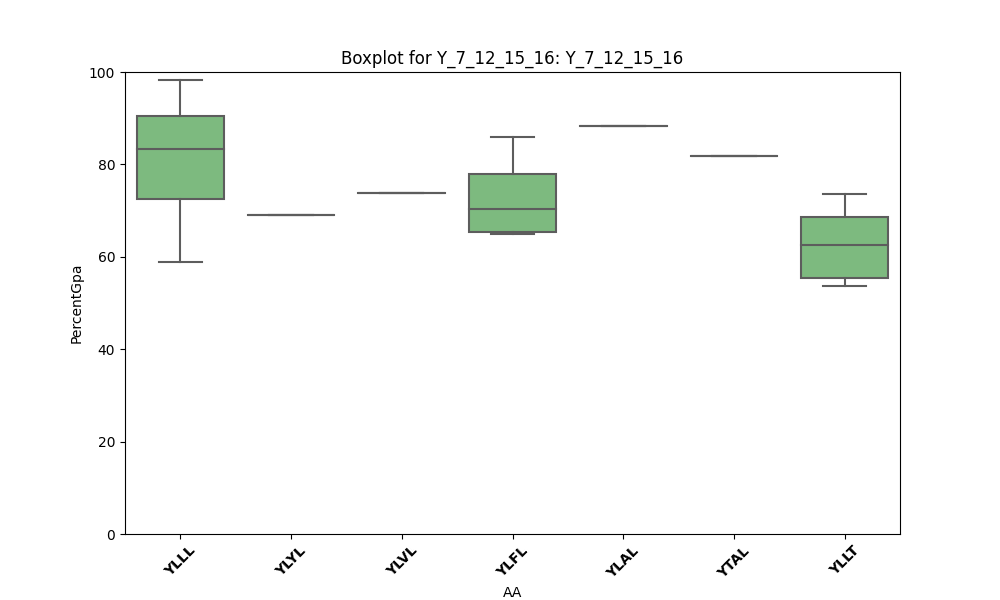 Boxplot for Y_7_12_15_16: Y_7_12_15_16
100
80
60
40
20
0
PercentGpa
YLLL
YLYL
YLVL
YLFL
YLAL
YTAL
YLLT
AA